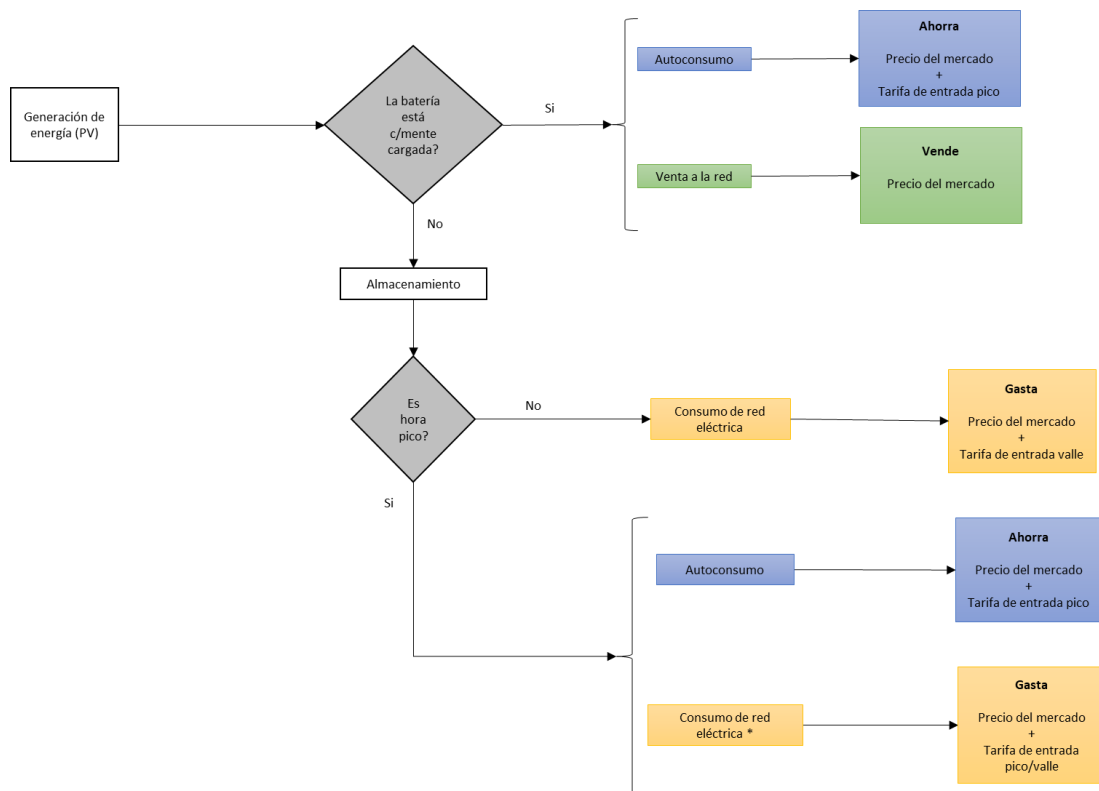 Generación de
energía (PV)
La batería
está
c/mente
cargada?
Si
Autoconsumo
Ahorra
Precio del mercado
+
Tarifa de entrada pico
Venta a la red
Vende
Precio del mercado
No
Almacenamiento
Es
hora
pico?
No
Consumo de red
eléctrica
Gasta
Precio del mercado
+
Tarifa de entrada valle
Si
Autoconsumo
Ahorra
Precio del mercado
+
Tarifa de entrada pico
Consumo de red
eléctrica *
Gasta
Precio del mercado
+
Tarifa de entrada
pico/valle